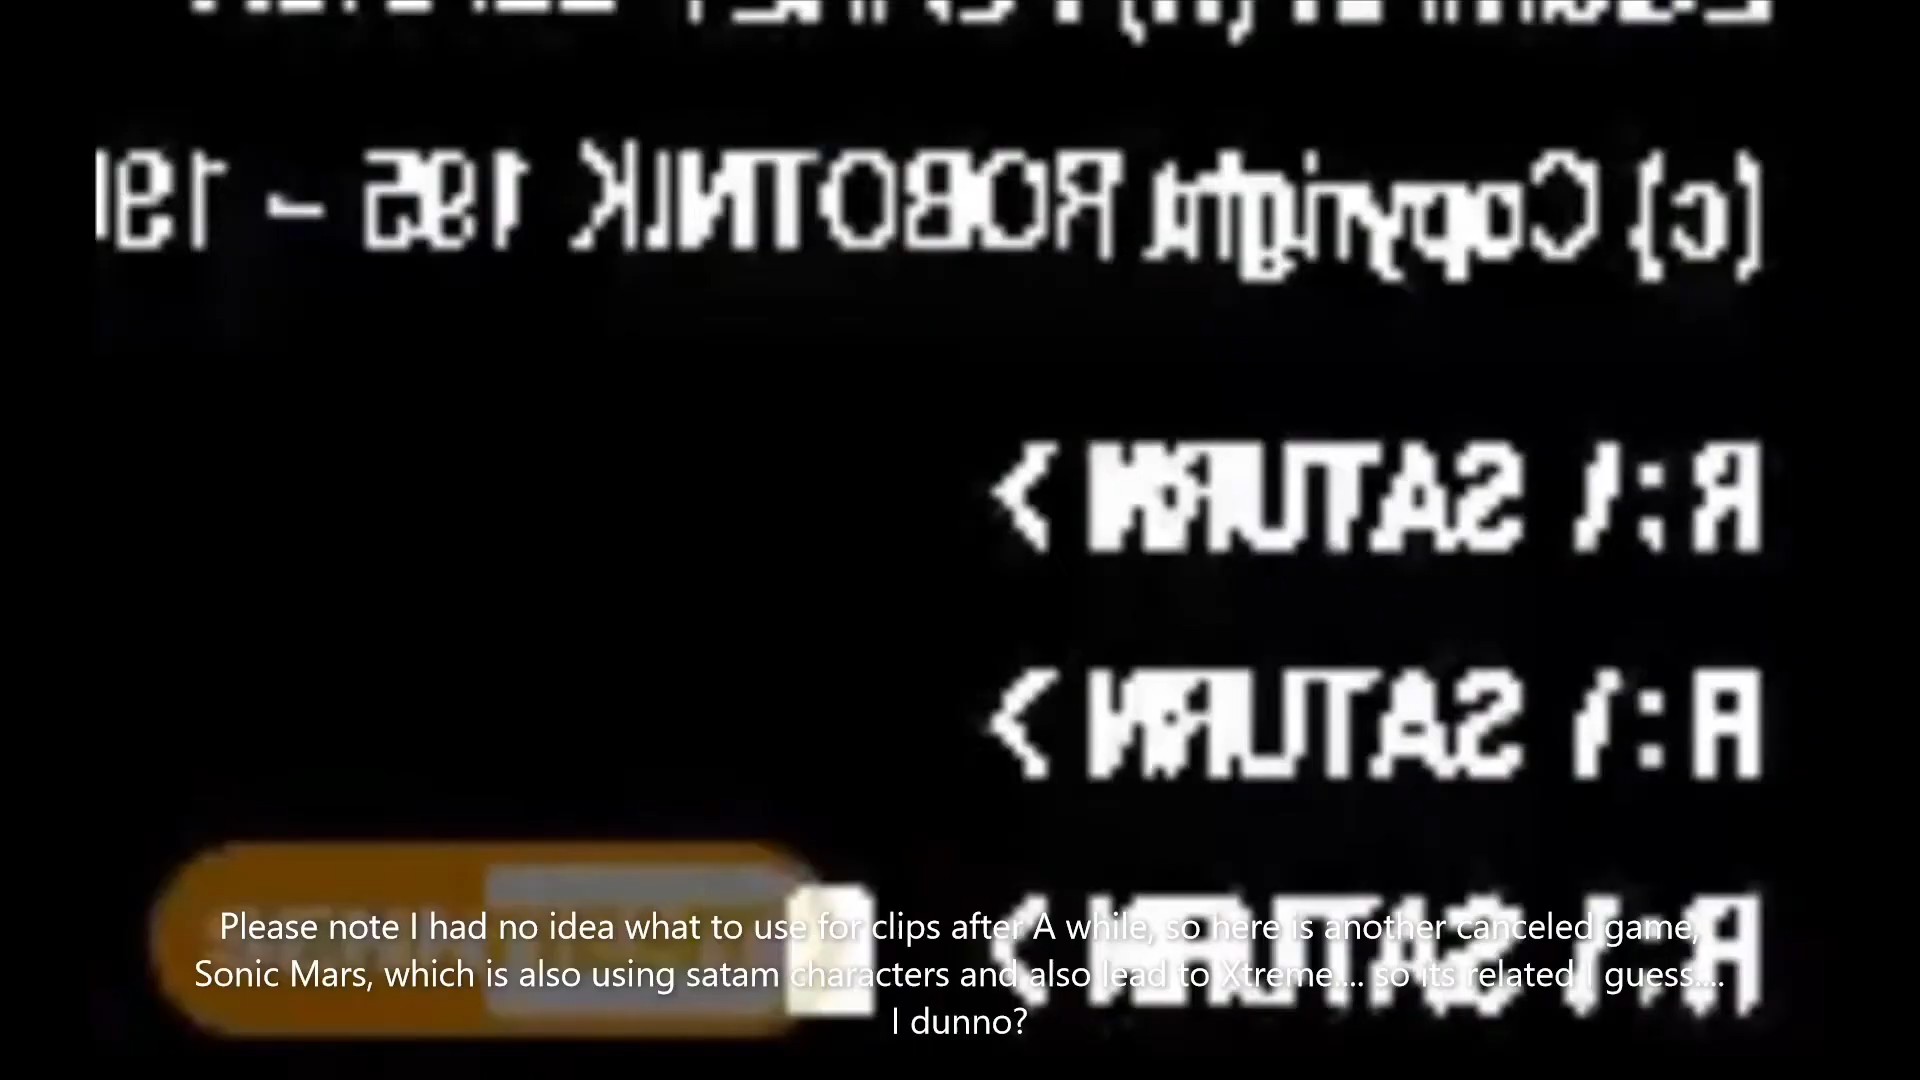 (c) Copyright ROBOTNIK 1985 - 19
R:\ SATURN >
R:\ SATURN >
R:\ SATURN >
Please note I had no idea what to use for clips after A while, so here is another canceled game,
Sonic Mars, which is also using satam characters and also lead to Xtreme.... so its related I guess....
I dunno?